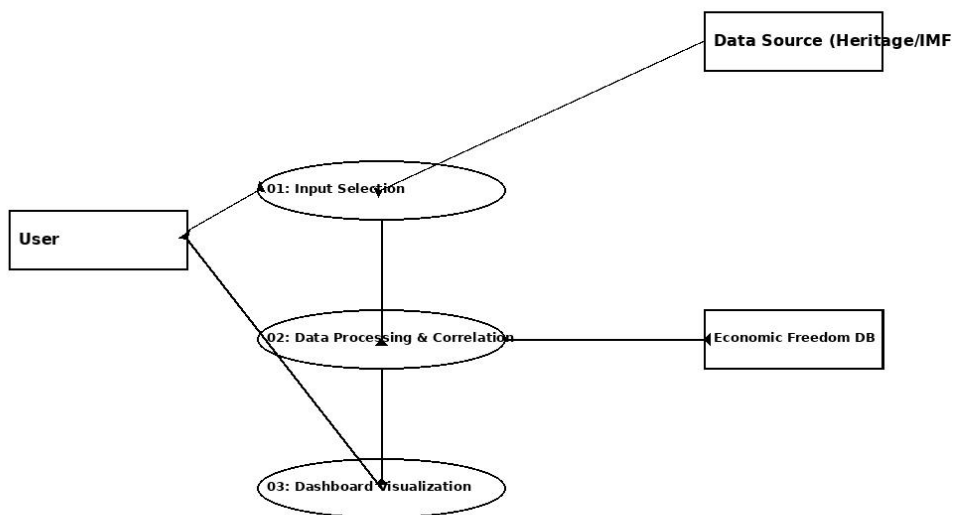 Data Source (Heritage/IMF
01: Input Selection
User
02: Data Processing & Correlation
Economic Freedom DB
03: Dashboard Visualization